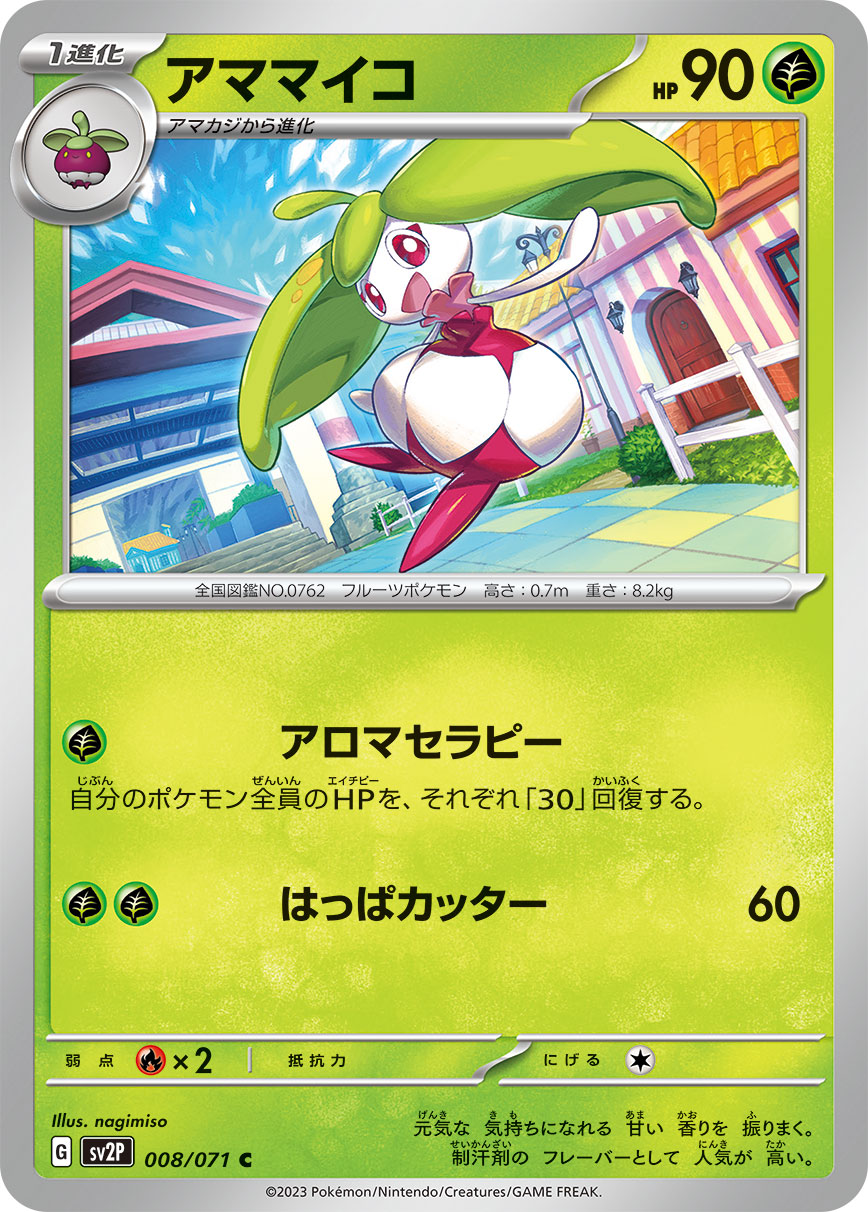 1進化
アママイコ
HP 90
アマカジから進化
全国図鑑NO.0762 フルーツポケモン 高さ:0.7m 重さ:8.2kg
アロマセラピー
自分のポケモン全員のHPを、それぞれ「30」回復する。
はっぱカッター 60
弱点 ×2 抵抗力 にげる
Illus. nagimiso
元気な 気持ちになれる 甘い 香りを 振りまく。
制汗剤の フレーバーとして 人気が 高い。
G sv2P 008/071 C
©2023 Pokémon/Nintendo/Creatures/GAME FREAK.